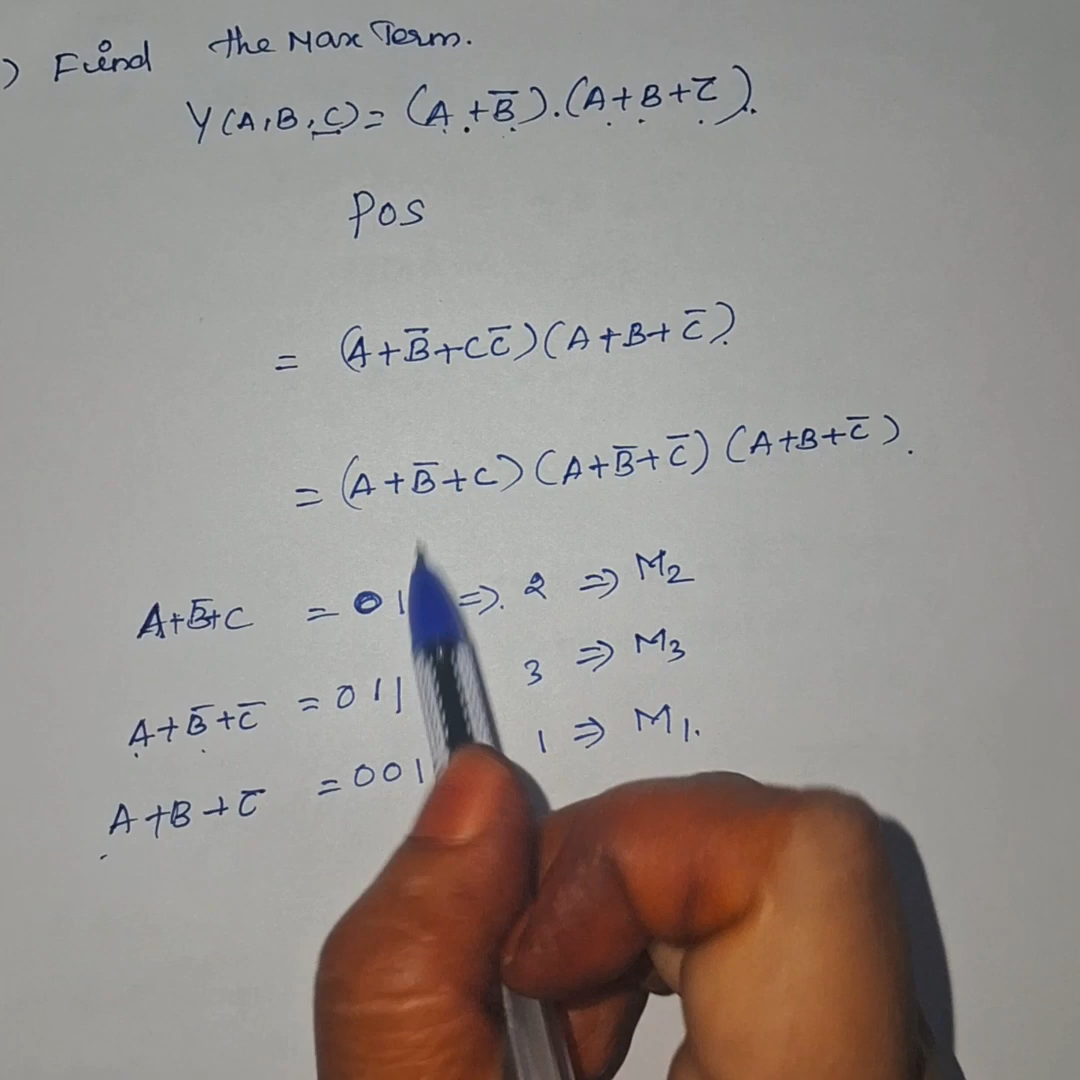 ) Find the Max Term.
Y(A,B,C)= (A+B̅).(A+B+C̅).
Pos
= (A+B̅+CC̅)(A+B+C̅).
= (A+B̅+C)(A+B̅+C̅)(A+B+C̅).
A+B̅+C = 01 ⇒. 2 ⇒ M2
A+B̅+C̅ = 011 3 ⇒ M3
A+B+C̅ = 001 1 ⇒ M1.